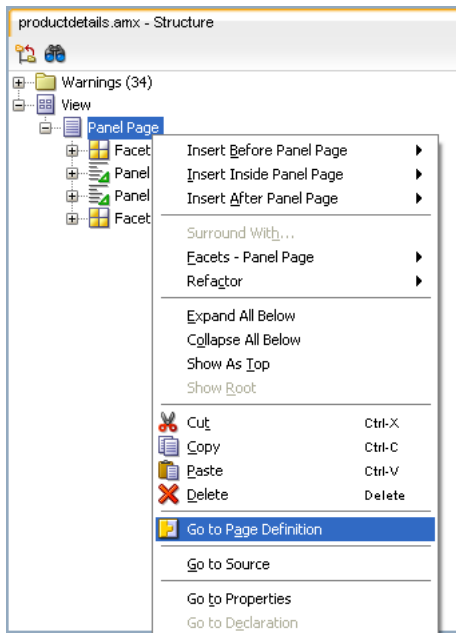 productdetails.amx - Structure
Warnings (34)
View
Panel Page
Facet
Panel
Panel
Facet
Insert Before Panel Page
Insert Inside Panel Page
Insert After Panel Page
Surround With...
Facets - Panel Page
Refactor
Expand All Below
Collapse All Below
Show As Top
Show Root
Cut Ctrl-X
Copy Ctrl-C
Paste Ctrl-V
Delete Delete
Go to Page Definition
Go to Source
Go to Properties
Go to Declaration